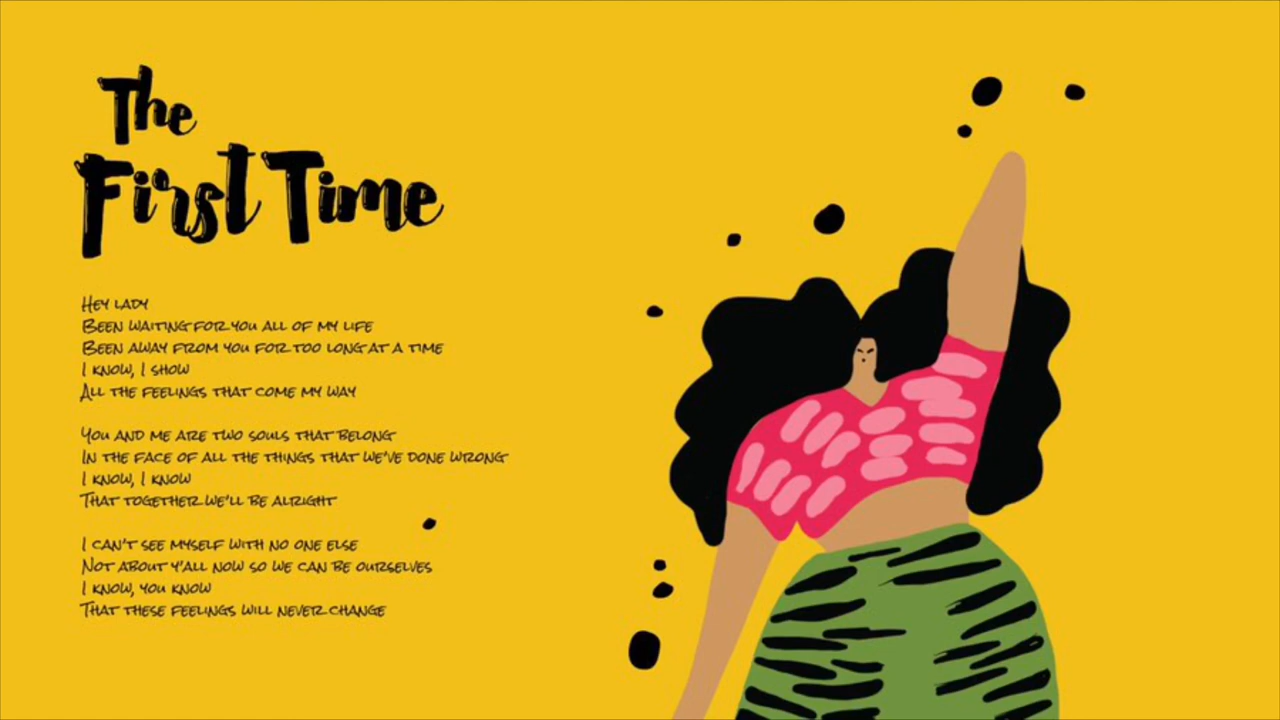 The
First Time
Hey lady
Been waiting for you all of my life
Been away from you for too long at a time
I know, I show
All the feelings that come my way
You and me are two souls that belong
In the face of all the things that we've done wrong
I know, I know
That together we'll be alright
I can't see myself with no one else
Not about y'all now so we can be ourselves
I know, you know
That these feelings will never change